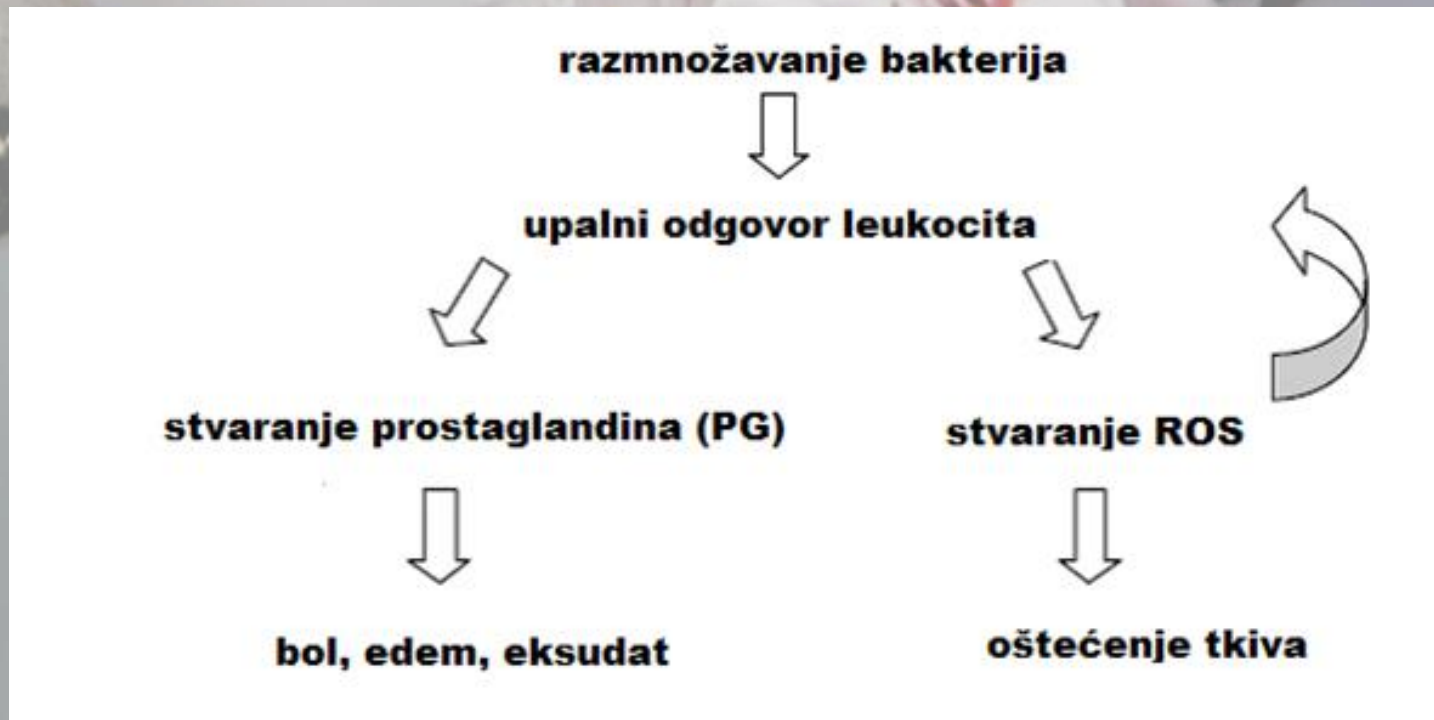 razmnožavanje bakterija
upalni odgovor leukocita
stvaranje prostaglandina (PG)
stvaranje ROS
bol, edem, eksudat
oštećenje tkiva